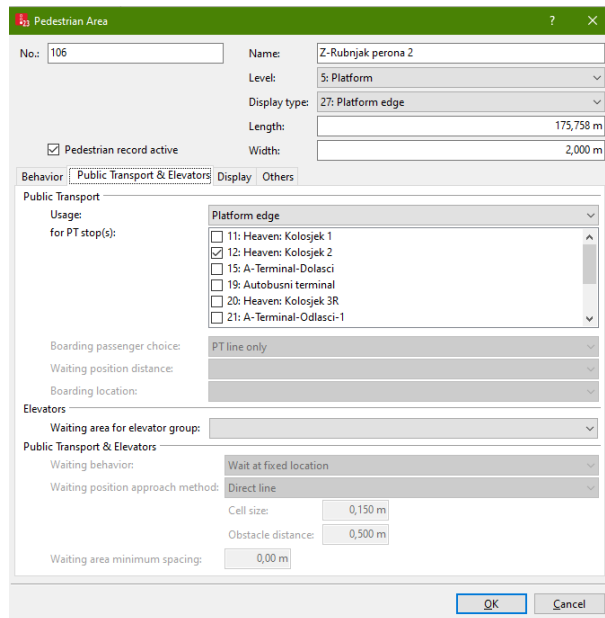 23 Pedestrian Area ? ×
No.: 106 Name: Z-Rubnjak perona 2
Level: 5: Platform
Display type: 27: Platform edge
Length: 175,758 m
Pedestrian record active Width: 2,000 m
Behavior Public Transport & Elevators Display Others
Public Transport
Usage: Platform edge
for PT stop(s): 11: Heaven: Kolosjek 1
12: Heaven: Kolosjek 2
15: A-Terminal-Dolasci
19: Autobusni terminal
20: Heaven: Kolosjek 3R
21: A-Terminal-Odlasci-1
Boarding passenger choice: PT line only
Waiting position distance:
Boarding location:
Elevators
Waiting area for elevator group:
Public Transport & Elevators
Waiting behavior: Wait at fixed location
Waiting position approach method: Direct line
Cell size: 0,150 m
Obstacle distance: 0,500 m
Waiting area minimum spacing: 0,00 m
OK Cancel